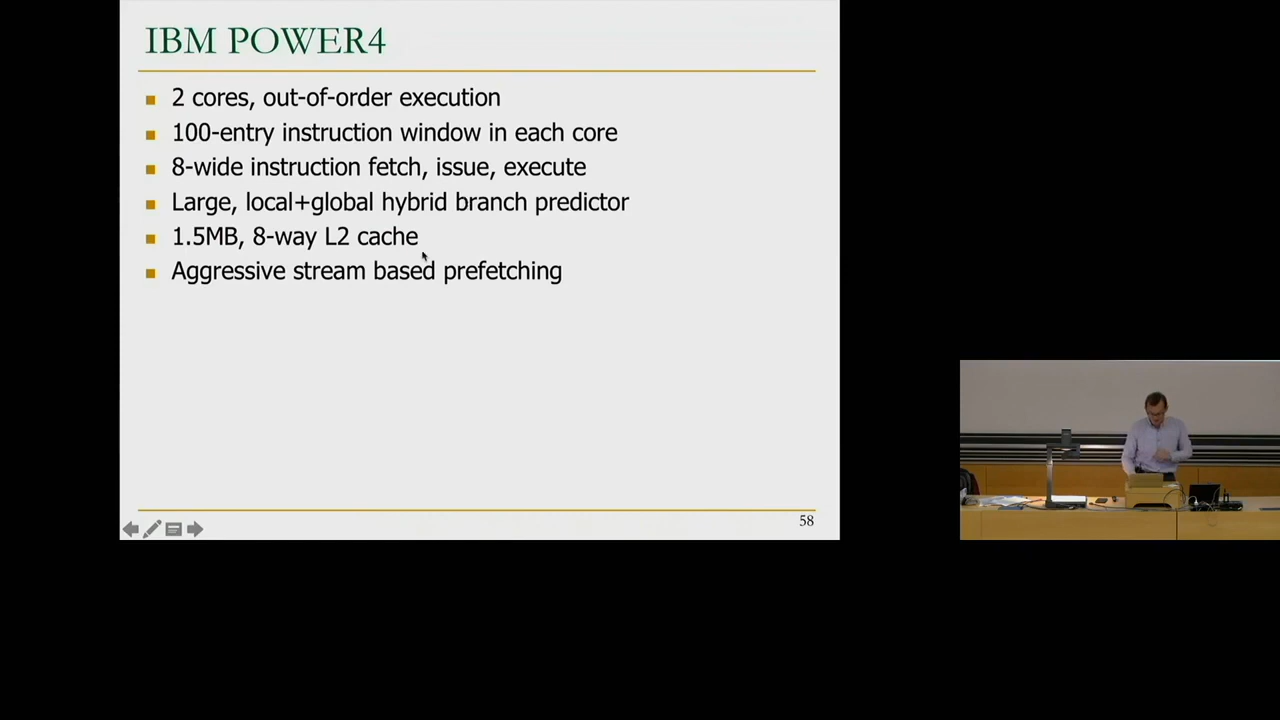 IBM POWER4
2 cores, out-of-order execution
100-entry instruction window in each core
8-wide instruction fetch, issue, execute
Large, local+global hybrid branch predictor
1.5MB, 8-way L2 cache
Aggressive stream based prefetching
58